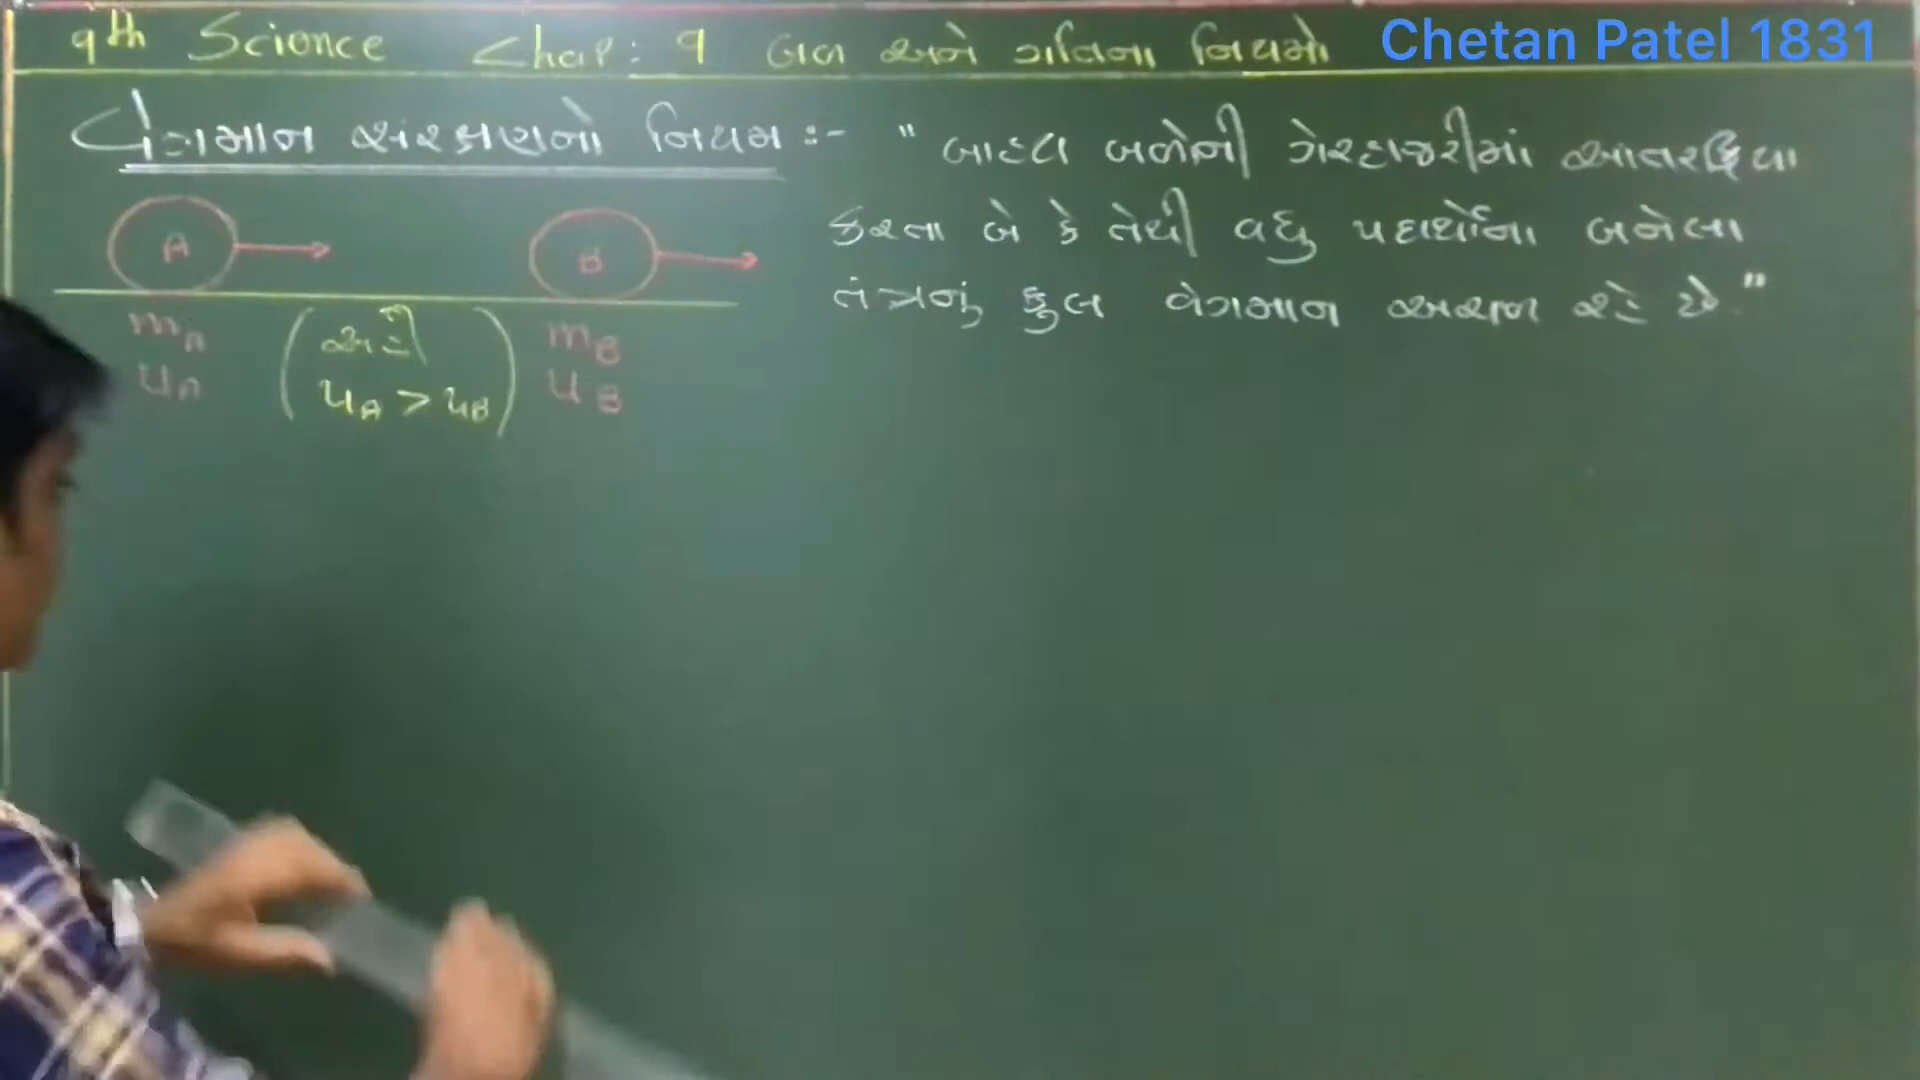 9th Science Chap: 9 બળ અને ગતિના નિયમો
Chetan Patel 1831
વેગમાન સંરક્ષણનો નિયમ :- "બાહ્ય બળોની ગેરહાજરીમાં આંતરક્રિયા
કરતા બે કે તેથી વધુ પદાર્થોના બનેલા
તંત્રનું કુલ વેગમાન અચળ રહે છે."
A B
mA (અહીં mB
uA uA > uB) uB